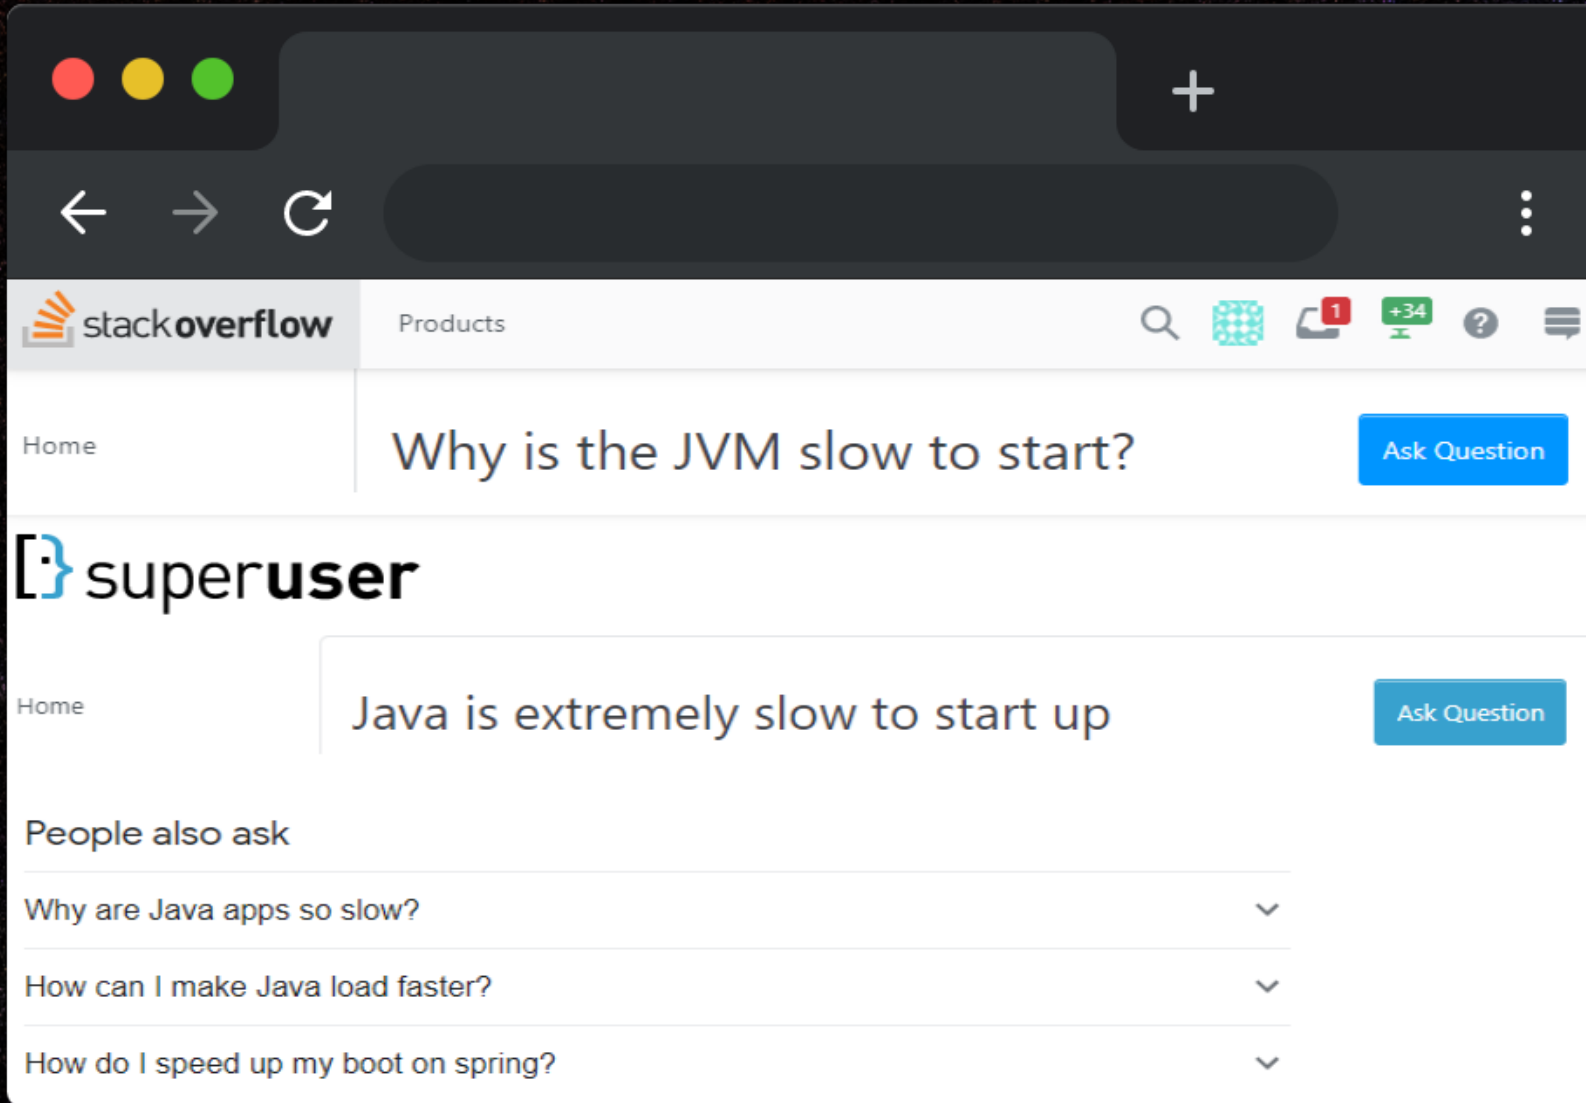 stackoverflow Products 1 +34
Home Why is the JVM slow to start? Ask Question
superuser
Home Java is extremely slow to start up Ask Question
People also ask
Why are Java apps so slow?
How can I make Java load faster?
How do I speed up my boot on spring?